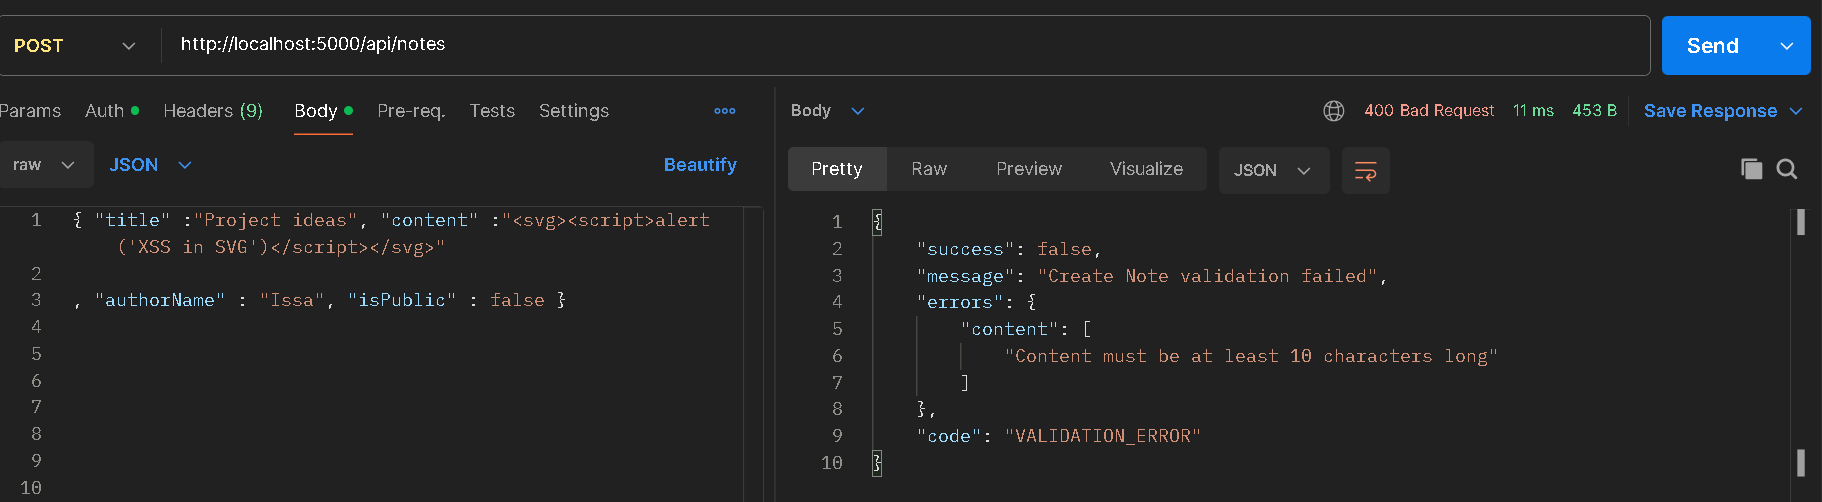 POST
http://localhost:5000/api/notes
Send
Params Auth Headers (9) Body Pre-req. Tests Settings
raw JSON Beautify
1 { "title" :"Project ideas", "content" :"<svg><script>alert
('XSS in SVG')</script></svg>"
2
3 , "authorName" : "Issa", "isPublic" : false }
4
5
6
7
8
9
10
Body 400 Bad Request 11 ms 453 B Save Response
Pretty Raw Preview Visualize JSON
1 {
2 "success": false,
3 "message": "Create Note validation failed",
4 "errors": {
5 "content": [
6 "Content must be at least 10 characters long"
7 ]
8 },
9 "code": "VALIDATION_ERROR"
10 }